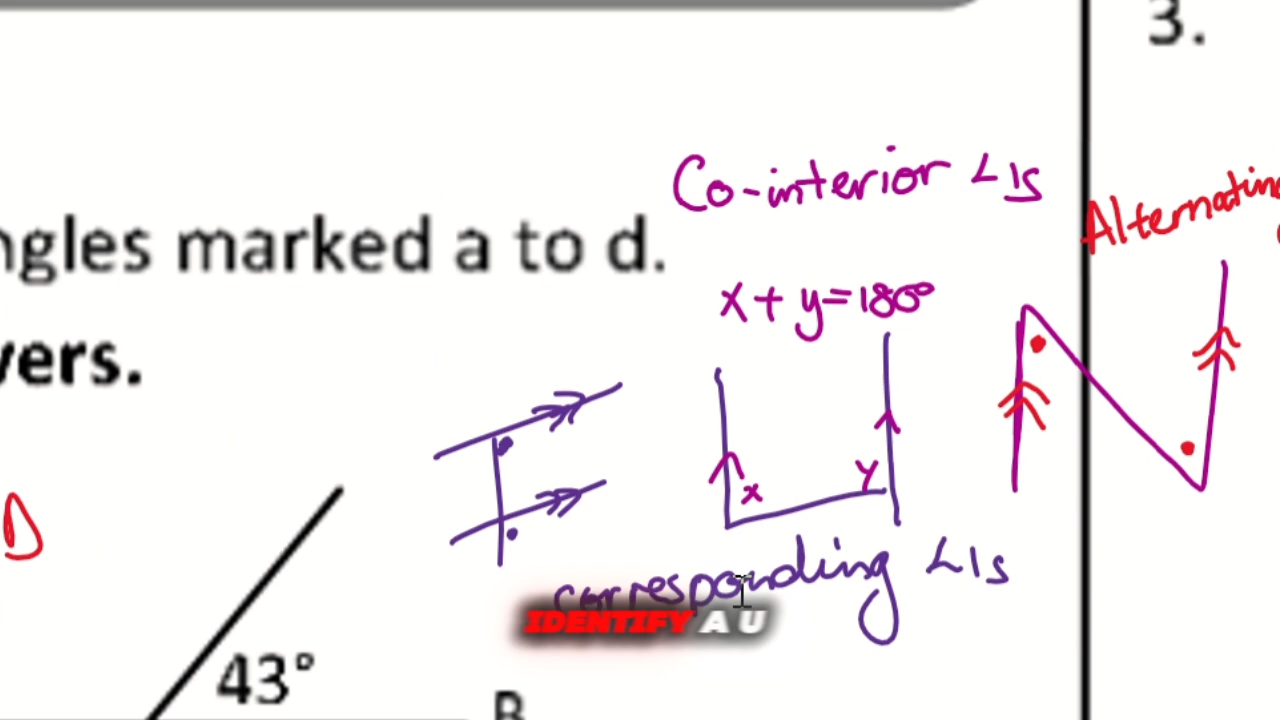 3.
Co-interior ∠'s
Alternating
ngles marked a to d.
x + y = 180°
vers.
x y
D
corresponding ∠'s
IDENTIFY A U
43°
B